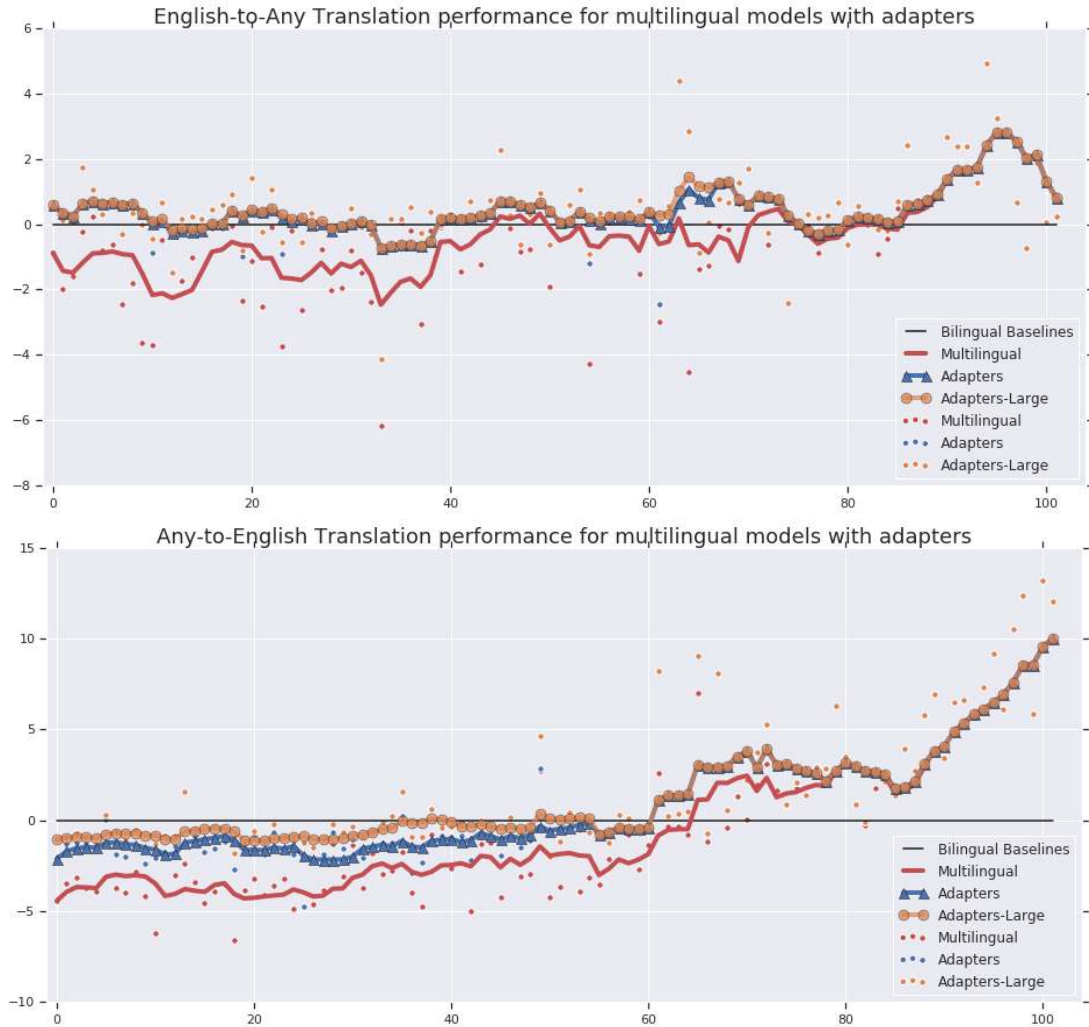 English-to-Any Translation performance for multilingual models with adapters
6
4
2
0
−2
−4
−6
−8
Bilingual Baselines
Multilingual
Adapters
Adapters-Large
Multilingual
Adapters
Adapters-Large
0 20 40 60 80 100
Any-to-English Translation performance for multilingual models with adapters
15
10
5
0
−5
−10
Bilingual Baselines
Multilingual
Adapters
Adapters-Large
Multilingual
Adapters
Adapters-Large
0 20 40 60 80 100